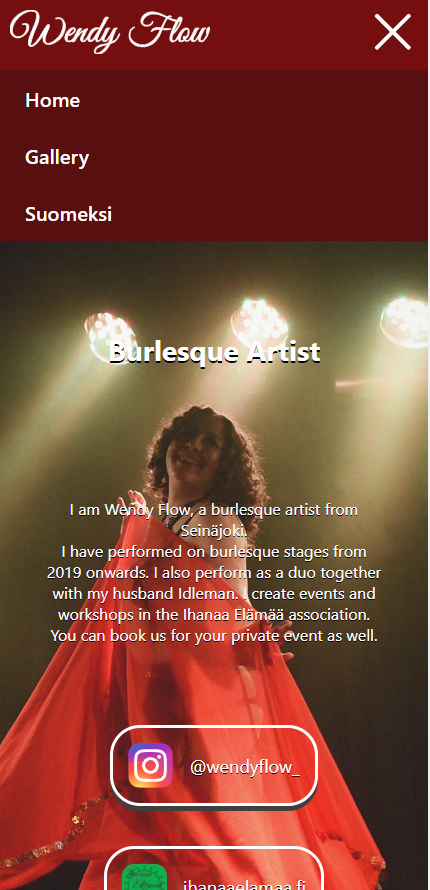 Wendy Flow
Home
Gallery
Suomeksi
Burlesque Artist
I am Wendy Flow, a burlesque artist from
Seinäjoki.
I have performed on burlesque stages from
2019 onwards. I also perform as a duo together
with my husband Idleman. I create events and
workshops in the Ihanaa Elämää association.
You can book us for your private event as well.
@wendyflow_
ihanaaelamaa.fi